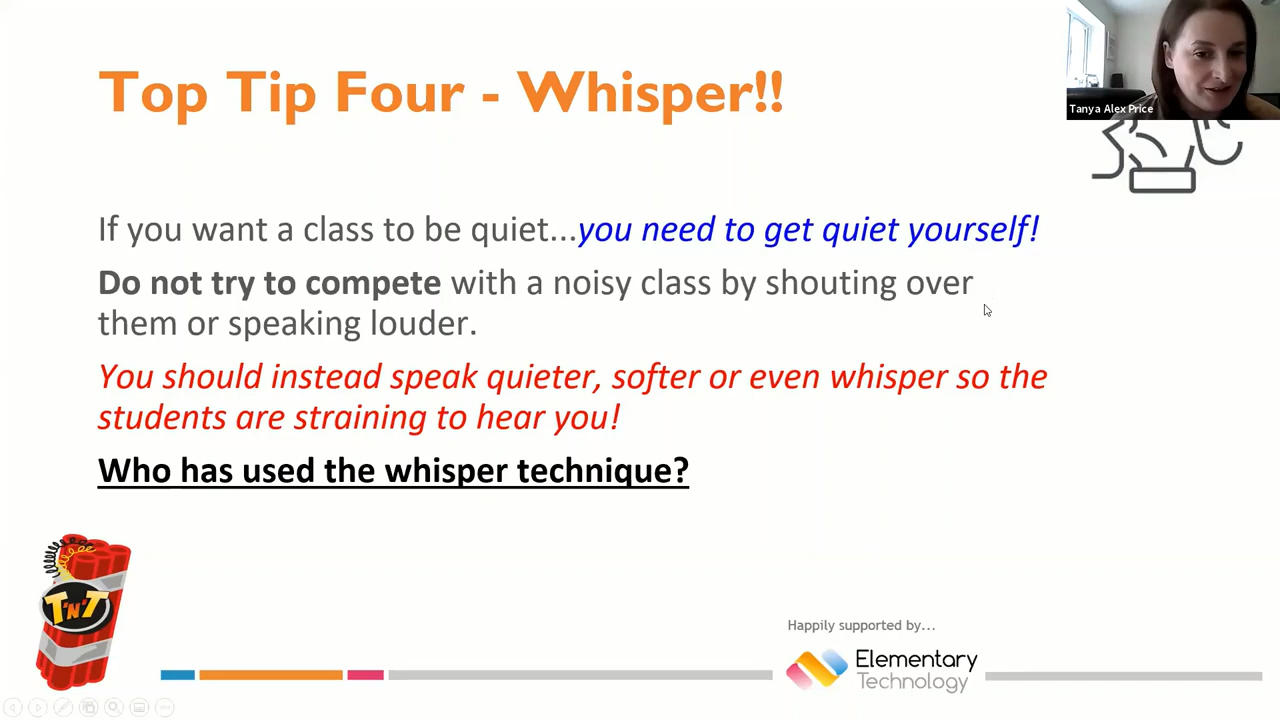 Top Tip Four - Whisper!!
Tanya Alex Price
If you want a class to be quiet...you need to get quiet yourself!
Do not try to compete with a noisy class by shouting over
them or speaking louder.
You should instead speak quieter, softer or even whisper so the
students are straining to hear you!
Who has used the whisper technique?
T'N'T
Happily supported by...
Elementary
Technology